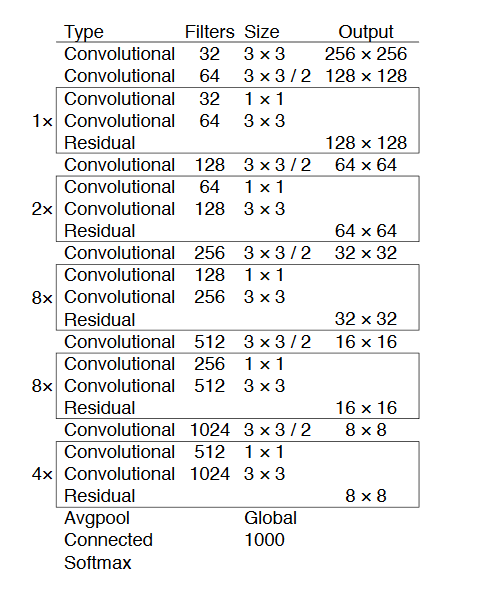 Type Filters Size Output
Convolutional 32 3 × 3 256 × 256
Convolutional 64 3 × 3 / 2 128 × 128
Convolutional 32 1 × 1
1× Convolutional 64 3 × 3
Residual 128 × 128
Convolutional 128 3 × 3 / 2 64 × 64
Convolutional 64 1 × 1
2× Convolutional 128 3 × 3
Residual 64 × 64
Convolutional 256 3 × 3 / 2 32 × 32
Convolutional 128 1 × 1
8× Convolutional 256 3 × 3
Residual 32 × 32
Convolutional 512 3 × 3 / 2 16 × 16
Convolutional 256 1 × 1
8× Convolutional 512 3 × 3
Residual 16 × 16
Convolutional 1024 3 × 3 / 2 8 × 8
Convolutional 512 1 × 1
4× Convolutional 1024 3 × 3
Residual 8 × 8
Avgpool Global
Connected 1000
Softmax